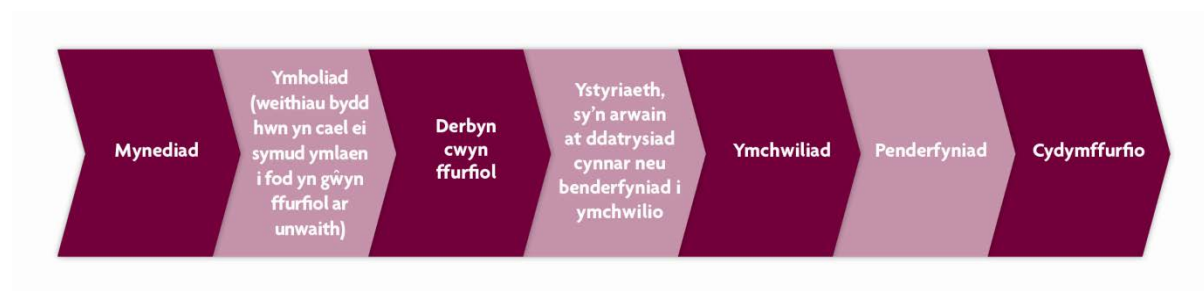 Mynediad
Ymholiad
(weithiau bydd
hwn yn cael ei
symud ymlaen
i fod yn gŵyn
ffurfiol ar
unwaith)
Derbyn
cwyn
ffurfiol
Ystyriaeth,
sy’n arwain
at ddatrysiad
cynnar neu
benderfyniad i
ymchwilio
Ymchwiliad
Penderfyniad
Cydymffurfio